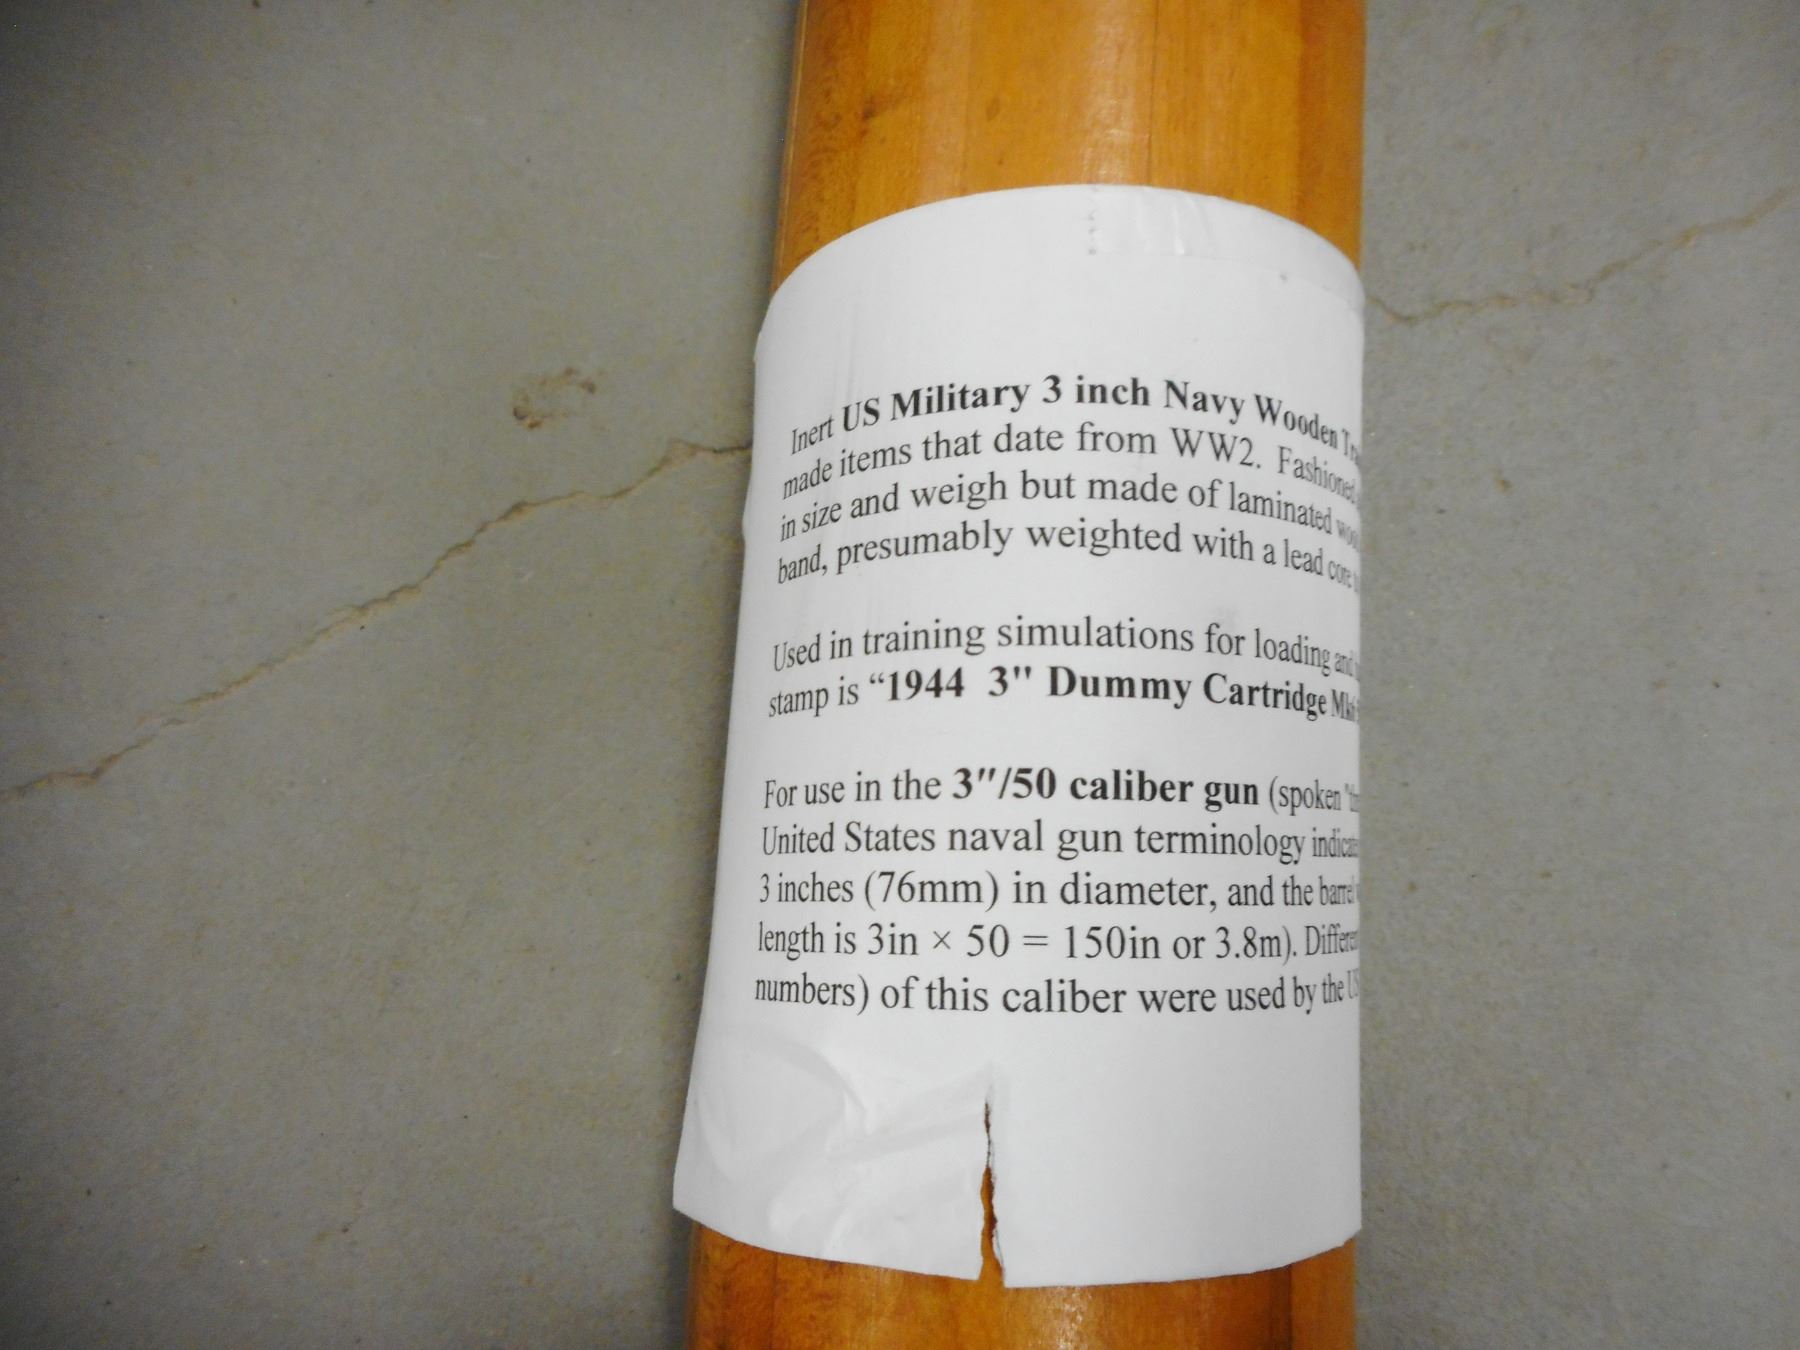 Inert US Military 3 inch Navy Wooden
made items that date from WW2. Fashioned
in size and weigh but made of laminated
band, presumably weighted with a lead core
Used in training simulations for loading and
stamp is “1944 3" Dummy Cartridge
For use in the 3″/50 caliber gun (spoken
United States naval gun terminology
3 inches (76mm) in diameter, and the barrel
length is 3in × 50 = 150in or 3.8m).
numbers) of this caliber were used by the